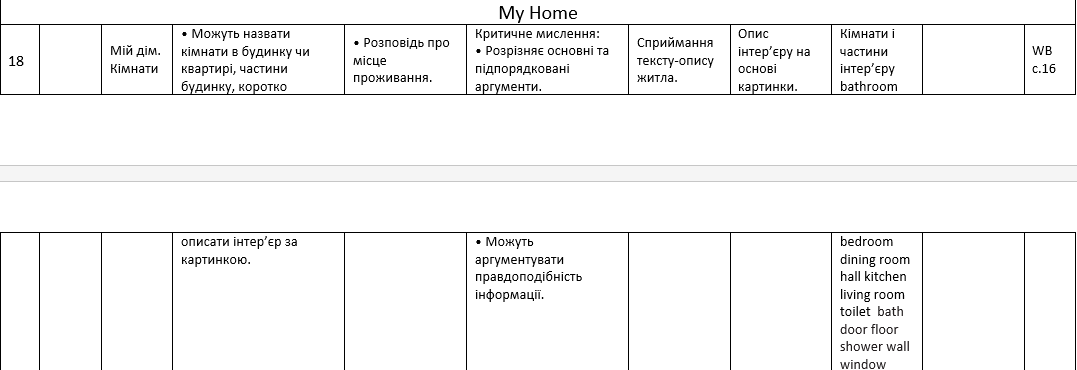 My Home
18
Мій дім.
Кімнати
• Можуть назвати
кімнати в будинку чи
квартирі, частини
будинку, коротко
• Розповідь про
місце
проживання.
Критичне мислення:
• Розрізняє основні та
підпорядковані
аргументи.
Сприймання
тексту-опису
житла.
Опис
інтер’єру на
основі
картинки.
Кімнати і
частини
інтер’єру
bathroom
WB
с.16
описати інтер’єр за
картинкою.
• Можуть
аргументувати
правдоподібність
інформації.
bedroom
dining room
hall kitchen
living room
toilet bath
door floor
shower wall
window